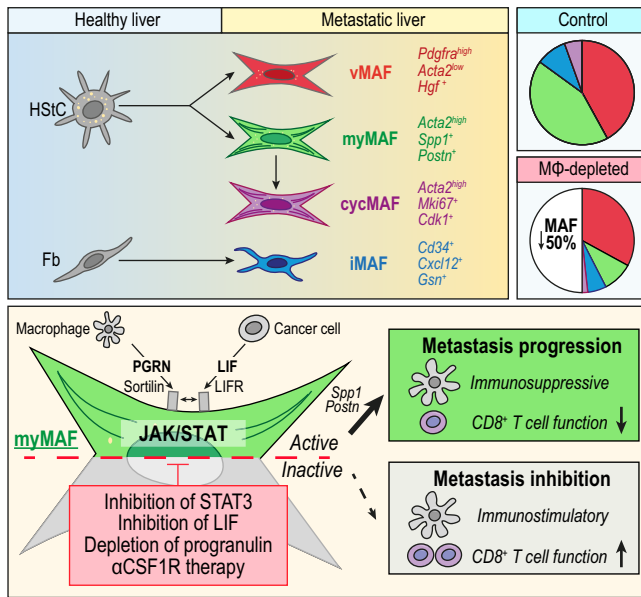 Healthy liver
Metastatic liver
HStC
vMAF
Pdgfra^high
Acta2^low
Hgf^+
myMAF
Acta2^high
Spp1^+
Postn^+
cycMAF
Acta2^high
Mki67^+
Cdk1^+
Fb
iMAF
Cd34^+
Cxcl12^+
Gsn^+
Control
MΦ-depleted
MAF
↓50%
Macrophage
Cancer cell
PGRN
LIF
Sortilin
LIFR
JAK/STAT
myMAF
Active
Inactive
Spp1
Postn
Inhibition of STAT3
Inhibition of LIF
Depletion of progranulin
αCSF1R therapy
Metastasis progression
Immunosuppressive
CD8⁺ T cell function ↓
Metastasis inhibition
Immunostimulatory
CD8⁺ T cell function ↑